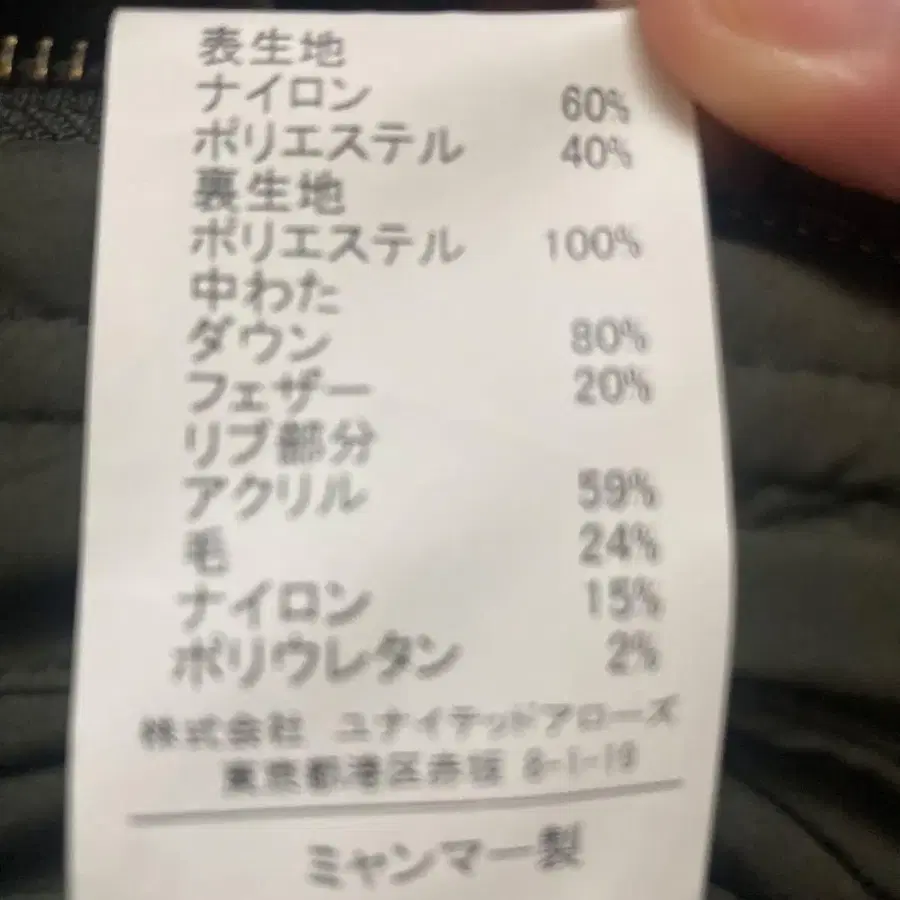 表生地
ナイロン 60%
ポリエステル 40%
裏生地
ポリエステル 100%
中わた
ダウン 80%
フェザー 20%
リブ部分
アクリル 59%
毛 24%
ナイロン 15%
ポリウレタン 2%
株式会社 ユナイテッドアローズ
東京都港区赤坂 8-1-19
ミャンマー製